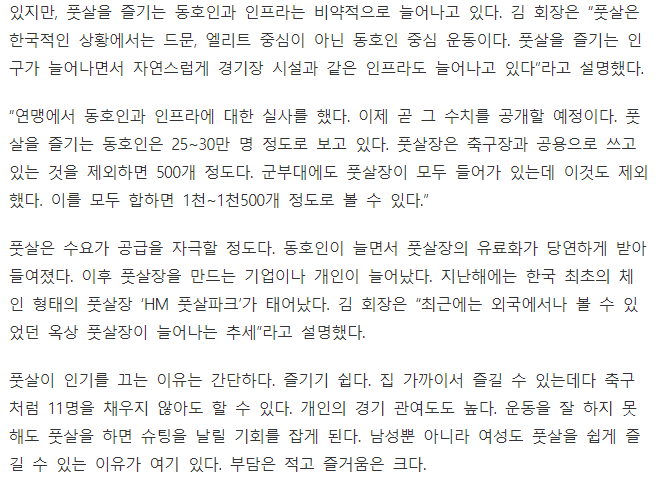 있지만, 풋살을 즐기는 동호인과 인프라는 비약적으로 늘어나고 있다. 김 회장은 “풋살은
한국적인 상황에서는 드문, 엘리트 중심이 아닌 동호인 중심 운동이다. 풋살을 즐기는 인
구가 늘어나면서 자연스럽게 경기장 시설과 같은 인프라도 늘어나고 있다”라고 설명했다.
“연맹에서 동호인과 인프라에 대한 실사를 했다. 이제 곧 그 수치를 공개할 예정이다. 풋
살을 즐기는 동호인은 25~30만 명 정도로 보고 있다. 풋살장은 축구장과 공용으로 쓰고
있는 것을 제외하면 500개 정도다. 군부대에도 풋살장이 모두 들어가 있는데 이것도 제외
했다. 이를 모두 합하면 1천~1천500개 정도로 볼 수 있다.”
풋살은 수요가 공급을 자극할 정도다. 동호인이 늘면서 풋살장의 유료화가 당연하게 받아
들여졌다. 이후 풋살장을 만드는 기업이나 개인이 늘어났다. 지난해에는 한국 최초의 체
인 형태의 풋살장 ‘HM 풋살파크’가 태어났다. 김 회장은 “최근에는 외국에서나 볼 수 있
었던 옥상 풋살장이 늘어나는 추세”라고 설명했다.
풋살이 인기를 끄는 이유는 간단하다. 즐기기 쉽다. 집 가까이서 즐길 수 있는데다 축구
처럼 11명을 채우지 않아도 할 수 있다. 개인의 경기 관여도도 높다. 운동을 잘 하지 못
해도 풋살을 하면 슈팅을 날릴 기회를 잡게 된다. 남성뿐 아니라 여성도 풋살을 쉽게 즐
길 수 있는 이유가 여기 있다. 부담은 적고 즐거움은 크다.